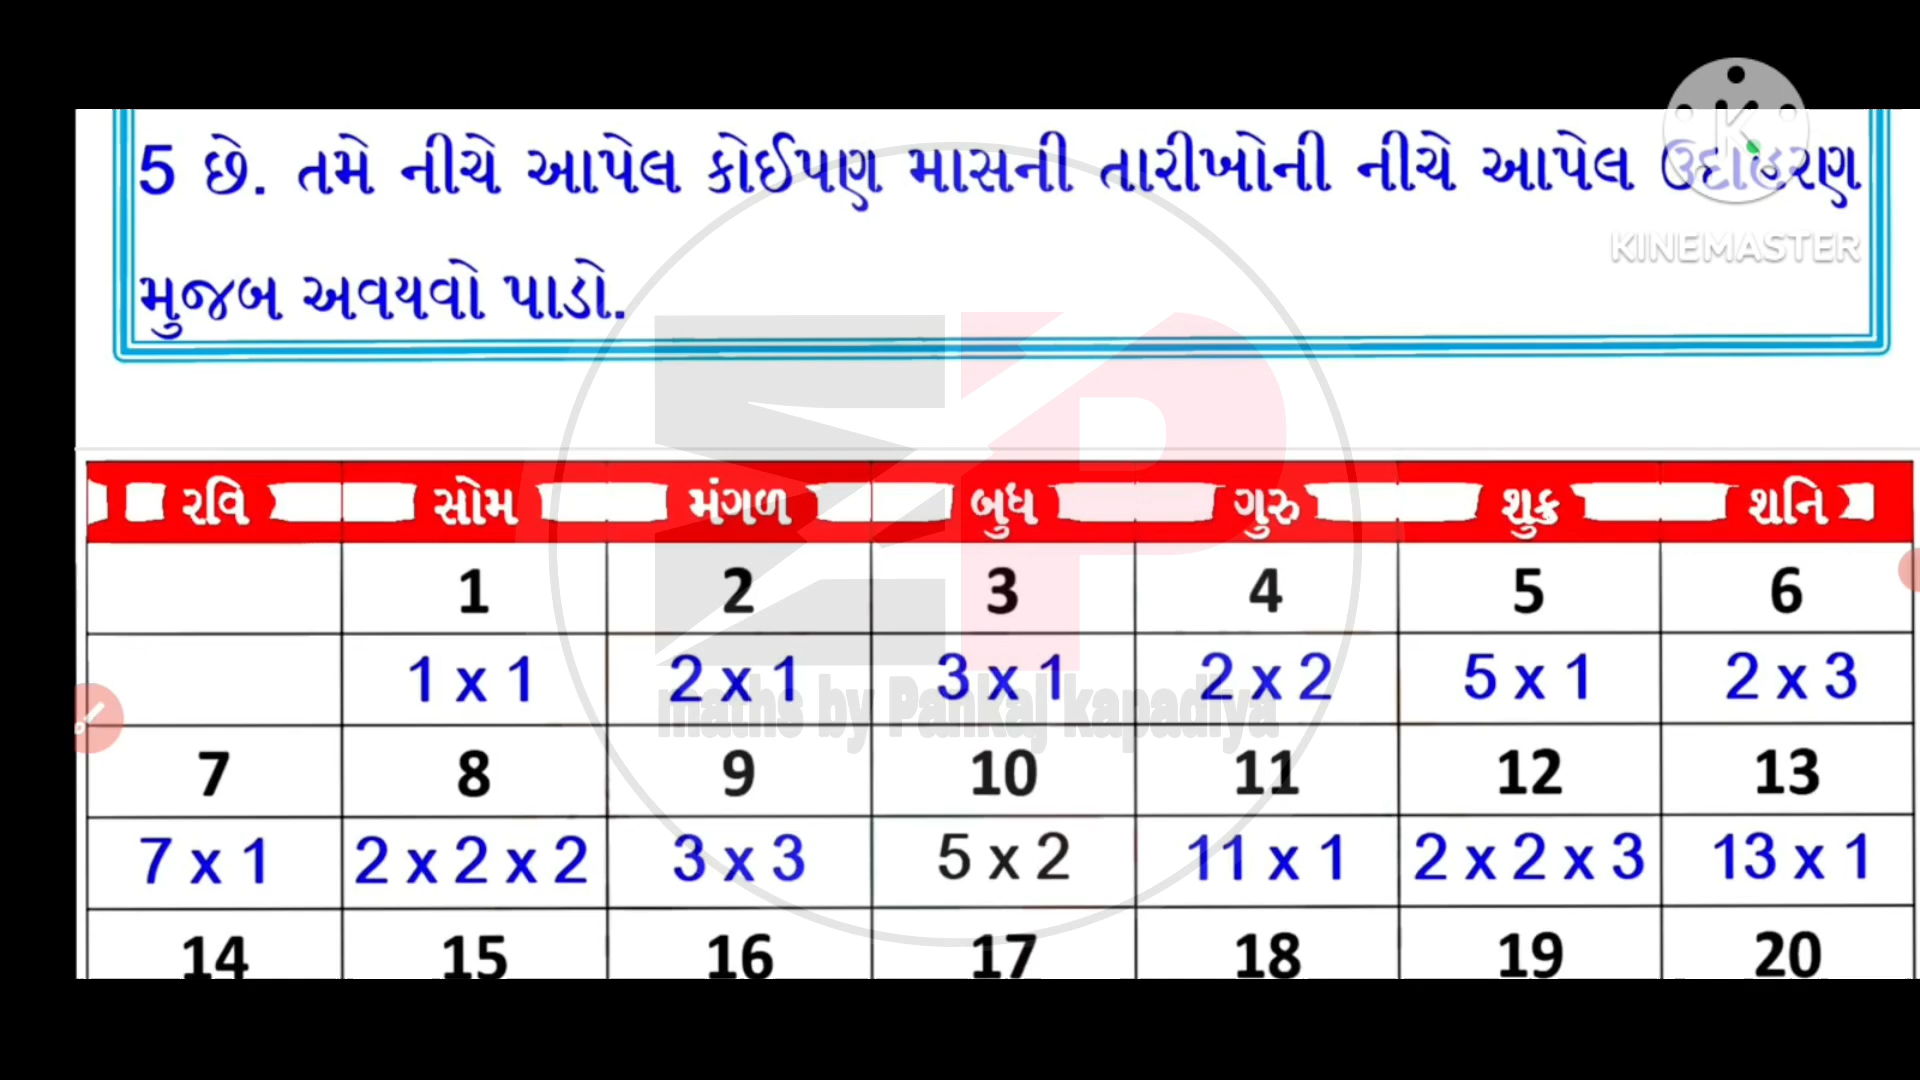 5 છે. તમે નીચે આપેલ કોઈપણ માસની તારીખોની નીચે આપેલ ઉદાહરણ
મુજબ અવયવો પાડો.
KINEMASTER
રવિ સોમ મંગળ બુધ ગુરુ શુક્ર શનિ
1 2 3 4 5 6
1 x 1 2 x 1 3 x 1 2 x 2 5 x 1 2 x 3
maths by Pankaj kapadiya
7 8 9 10 11 12 13
7 x 1 2 x 2 x 2 3 x 3 5 x 2 11 x 1 2 x 2 x 3 13 x 1
14 15 16 17 18 19 20